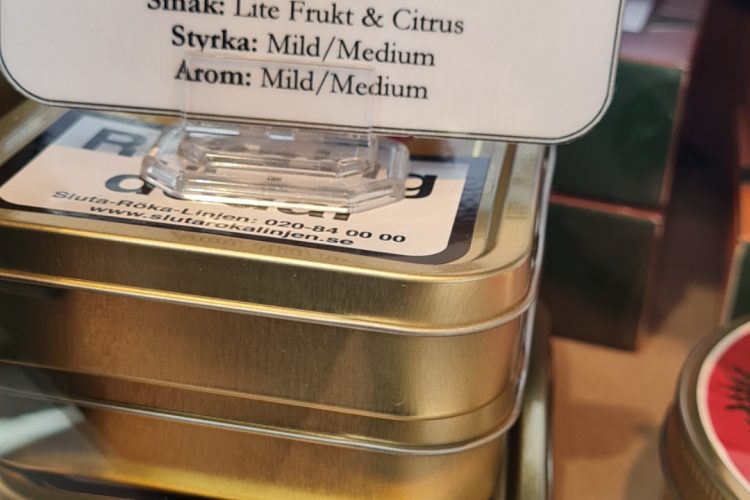 Smak: Lite Frukt & Citrus
Styrka: Mild/Medium
Arom: Mild/Medium
Sluta-Röka-Linjen: 020-84 00 00
www.slutarokalinjen.se